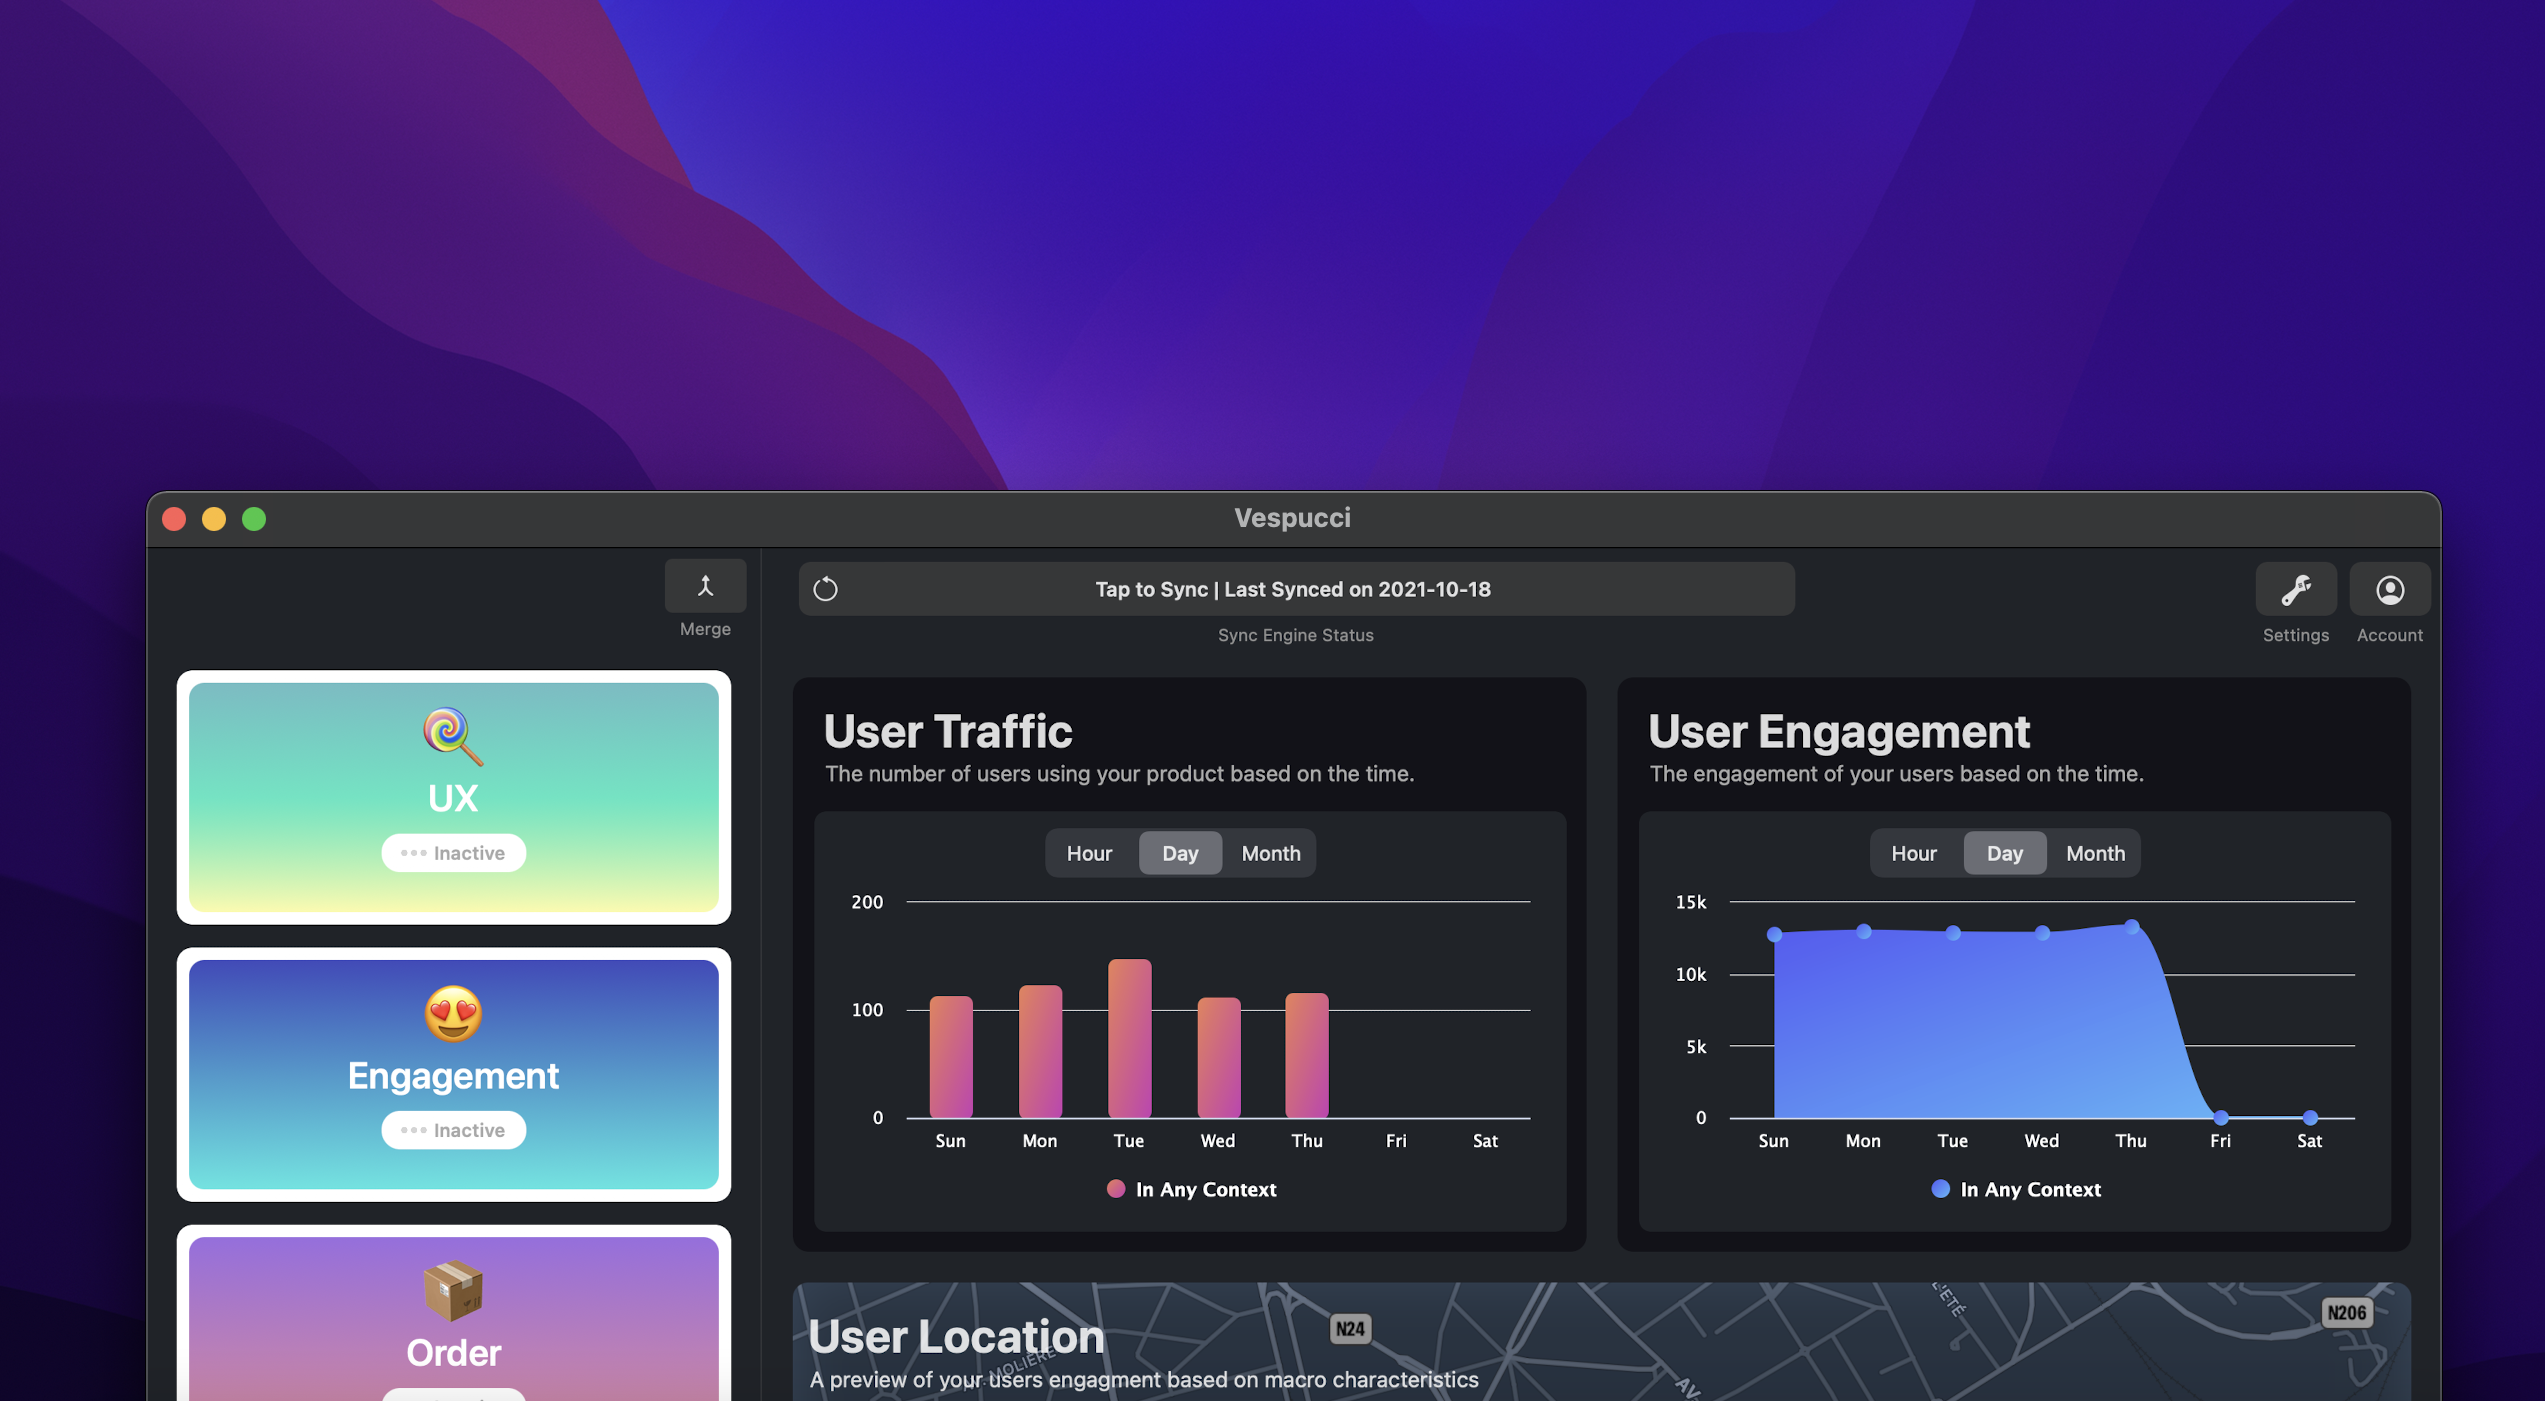 Vespucci
Merge
Tap to Sync | Last Synced on 2021-10-18
Sync Engine Status
Settings
Account
UX
Inactive
Engagement
Inactive
Order
User Traffic
The number of users using your product based on the time.
Hour Day Month
200
100
0
Sun Mon Tue Wed Thu Fri Sat
In Any Context
User Engagement
The engagement of your users based on the time.
Hour Day Month
15k
10k
5k
0
Sun Mon Tue Wed Thu Fri Sat
In Any Context
User Location
A preview of your users engagment based on macro characteristics
MOLIÈRE
N24
AV.
L'ETÉ
N206